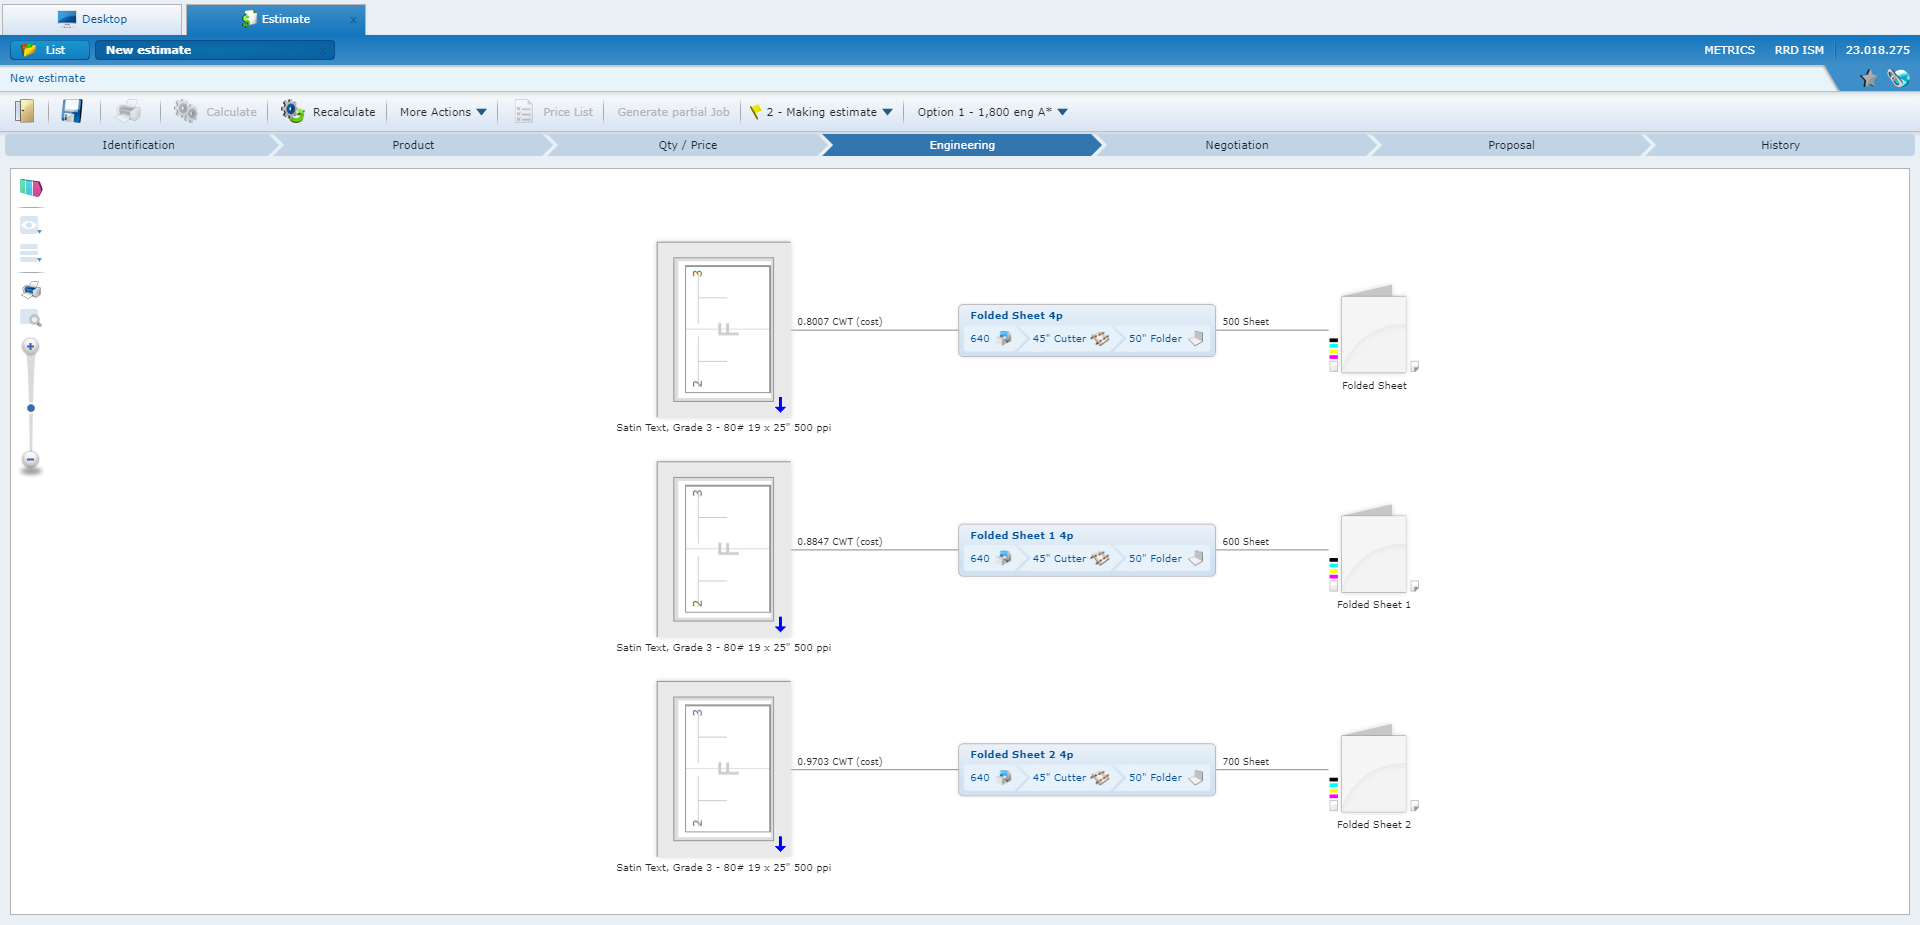 Desktop
Estimate
x
List
New estimate
x
METRICS
RRD ISM
23.018.275
New estimate
Calculate
Recalculate
More Actions
Price List
Generate partial Job
2 - Making estimate
Option 1 - 1,800 eng A*
Identification
Product
Qty / Price
Engineering
Negotiation
Proposal
History
3
F
2
0.8007 CWT (cost)
Folded Sheet 4p
640
45" Cutter
50" Folder
500 Sheet
Folded Sheet
Satin Text, Grade 3 - 80# 19 x 25" 500 ppi
3
F
2
0.8847 CWT (cost)
Folded Sheet 1 4p
640
45" Cutter
50" Folder
600 Sheet
Folded Sheet 1
Satin Text, Grade 3 - 80# 19 x 25" 500 ppi
3
F
2
0.9703 CWT (cost)
Folded Sheet 2 4p
640
45" Cutter
50" Folder
700 Sheet
Folded Sheet 2
Satin Text, Grade 3 - 80# 19 x 25" 500 ppi